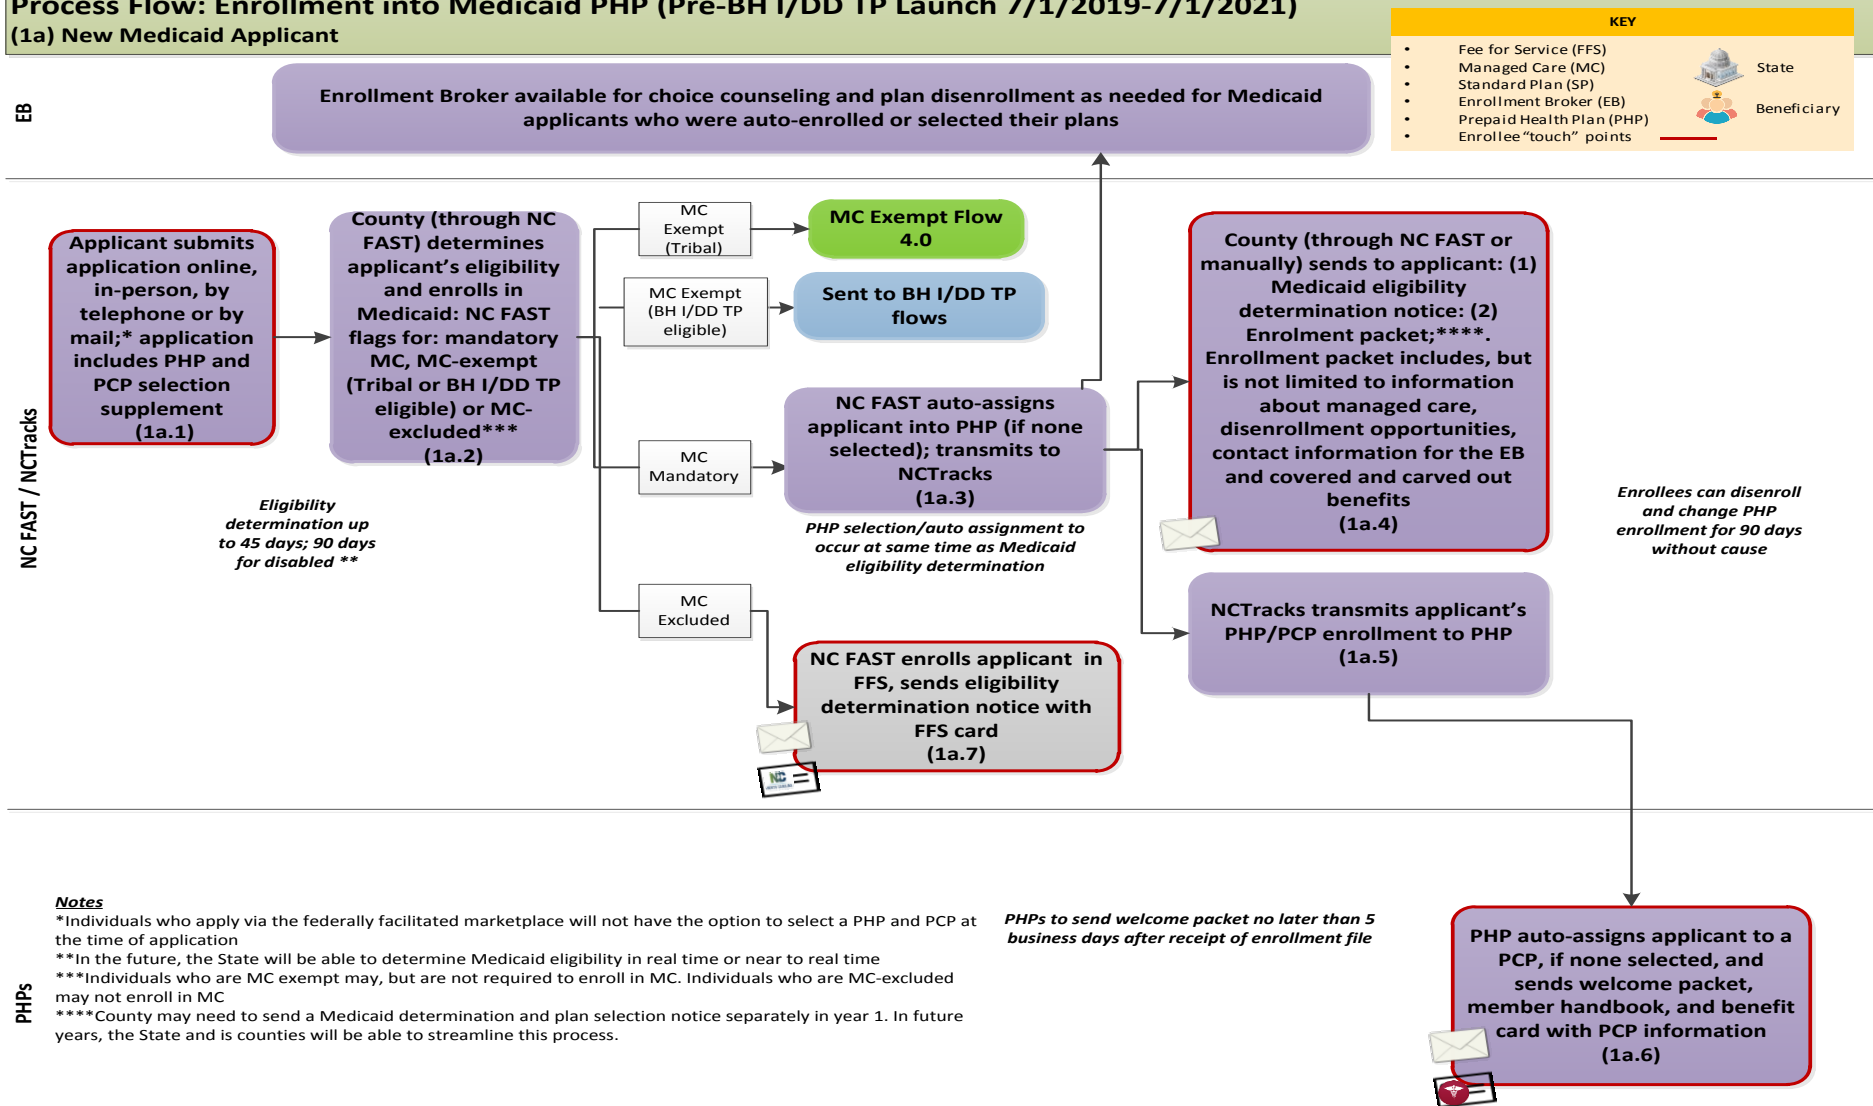 Process Flow: Enrollment into Medicaid PHP (Pre-BH I/DD TP Launch 7/1/2019-7/1/2021)
(1a) New Medicaid Applicant
KEY
• Fee for Service (FFS)
• Managed Care (MC)
• Standard Plan (SP)
• Enrollment Broker (EB)
• Prepaid Health Plan (PHP)
• Enrollee “touch” points
State
Beneficiary
EB
Enrollment Broker available for choice counseling and plan disenrollment as needed for Medicaid
applicants who were auto-enrolled or selected their plans
NC FAST / NCTracks
Applicant submits
application online,
in-person, by
telephone or by
mail;* application
includes PHP and
PCP selection
supplement
(1a.1)
County (through NC
FAST) determines
applicant’s eligibility
and enrolls in
Medicaid: NC FAST
flags for: mandatory
MC, MC-exempt
(Tribal or BH I/DD TP
eligible) or MC-
excluded***
(1a.2)
Eligibility
determination up
to 45 days; 90 days
for disabled **
MC
Exempt
(Tribal)
MC Exempt Flow
4.0
MC Exempt
(BH I/DD TP
eligible)
Sent to BH I/DD TP
flows
MC
Mandatory
NC FAST auto-assigns
applicant into PHP (if none
selected); transmits to
NCTracks
(1a.3)
PHP selection/auto assignment to
occur at same time as Medicaid
eligibility determination
MC
Excluded
NC FAST enrolls applicant in
FFS, sends eligibility
determination notice with
FFS card
(1a.7)
NC
County (through NC FAST or
manually) sends to applicant: (1)
Medicaid eligibility
determination notice: (2)
Enrolment packet;****.
Enrollment packet includes, but
is not limited to information
about managed care,
disenrollment opportunities,
contact information for the EB
and covered and carved out
benefits
(1a.4)
NCTracks transmits applicant’s
PHP/PCP enrollment to PHP
(1a.5)
Enrollees can disenroll
and change PHP
enrollment for 90 days
without cause
PHPs
Notes
*Individuals who apply via the federally facilitated marketplace will not have the option to select a PHP and PCP at
the time of application
**In the future, the State will be able to determine Medicaid eligibility in real time or near to real time
***Individuals who are MC exempt may, but are not required to enroll in MC. Individuals who are MC-excluded
may not enroll in MC
****County may need to send a Medicaid determination and plan selection notice separately in year 1. In future
years, the State and is counties will be able to streamline this process.
PHPs to send welcome packet no later than 5
business days after receipt of enrollment file
PHP auto-assigns applicant to a
PCP, if none selected, and
sends welcome packet,
member handbook, and benefit
card with PCP information
(1a.6)